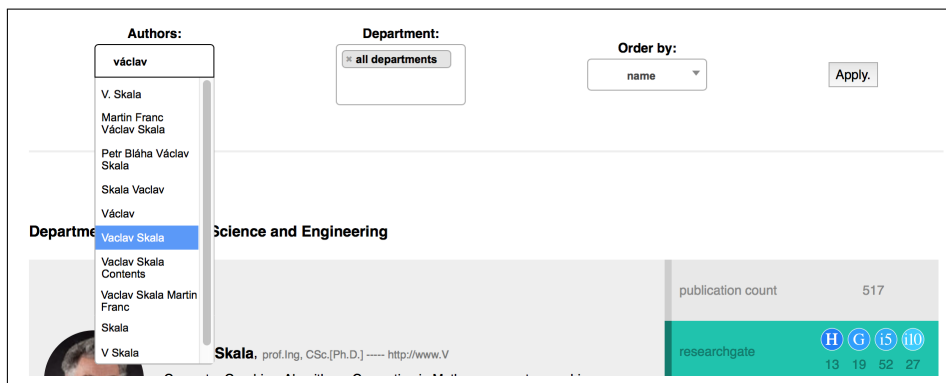 Authors:
Department:
Order by:
václav
× all departments
name
Apply.
V. Skala
Martin Franc
Václav Skala
Petr Bláha Václav
Skala
Skala Vaclav
Václav
Vaclav Skala
Vaclav Skala
Contents
Vaclav Skala Martin
Franc
Skala
V Skala
Departme
Science and Engineering
publication count 517
Skala, prof.Ing, CSc.[Ph.D.] ----- http://www.V
researchgate
H G i5 i10
13 19 52 27